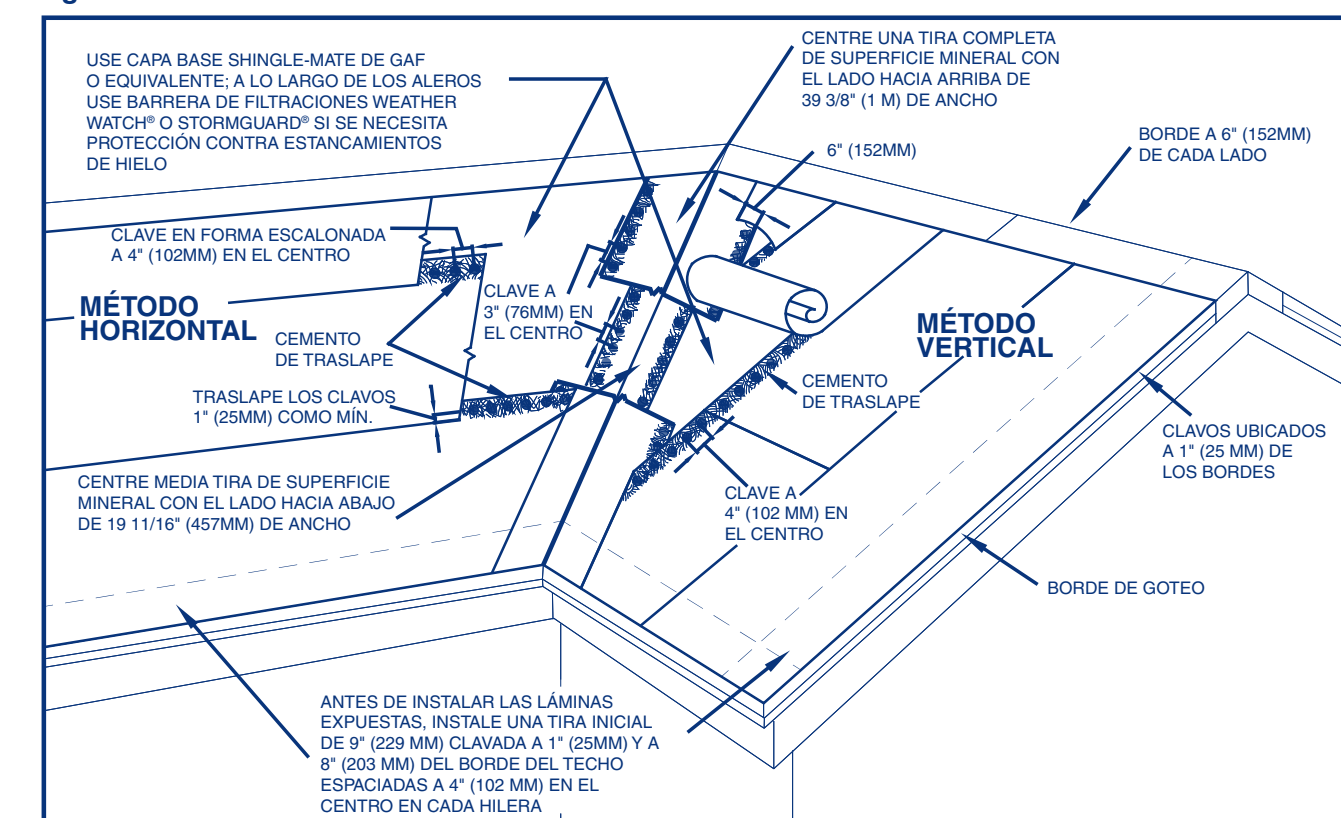 USE CAPA BASE SHINGLE-MATE DE GAF
O EQUIVALENTE; A LO LARGO DE LOS ALEROS
USE BARRERA DE FILTRACIONES WEATHER
WATCH® O STORMGUARD® SI SE NECESITA
PROTECCIÓN CONTRA ESTANCAMIENTOS
DE HIELO
CENTRE UNA TIRA COMPLETA
DE SUPERFICIE MINERAL CON
EL LADO HACIA ARRIBA DE
39 3/8" (1 M) DE ANCHO
6" (152MM)
BORDE A 6" (152MM)
DE CADA LADO
CLAVE EN FORMA ESCALONADA
A 4" (102MM) EN EL CENTRO
MÉTODO
HORIZONTAL
CLAVE A
3" (76MM) EN
EL CENTRO
CEMENTO
DE TRASLAPE
TRASLAPE LOS CLAVOS
1" (25MM) COMO MÍN.
MÉTODO
VERTICAL
CEMENTO
DE TRASLAPE
CLAVOS UBICADOS
A 1" (25 MM) DE
LOS BORDES
CENTRE MEDIA TIRA DE SUPERFICIE
MINERAL CON EL LADO HACIA ABAJO
DE 19 11/16" (457MM) DE ANCHO
CLAVE A
4" (102 MM) EN
EL CENTRO
BORDE DE GOTEO
ANTES DE INSTALAR LAS LÁMINAS
EXPUESTAS, INSTALE UNA TIRA INICIAL
DE 9" (229 MM) CLAVADA A 1" (25MM) Y A
8" (203 MM) DEL BORDE DEL TECHO
ESPACIADAS A 4" (102 MM) EN EL
CENTRO EN CADA HILERA